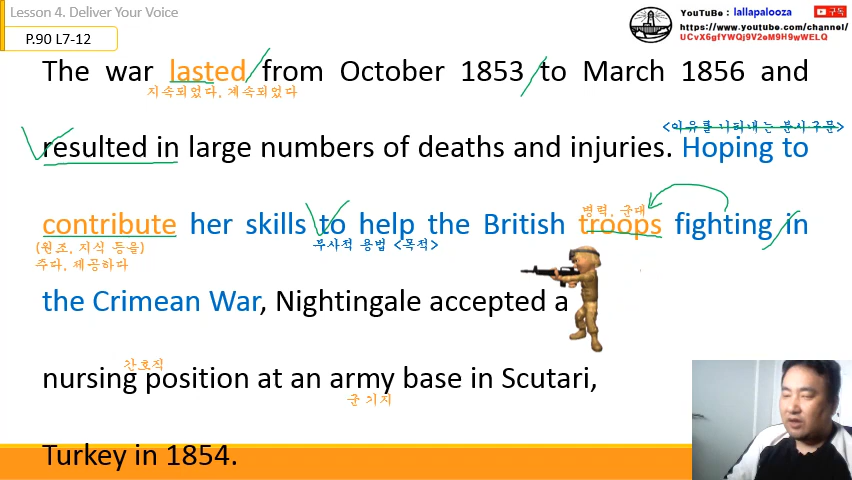 Lesson 4. Deliver Your Voice
P.90 L7-12
YouTuBe : lallapalooza 구독
https://www.youtube.com/channel/
UCvX6gfYWQj9V2eM9H9wWELQ
The war lasted from October 1853 to March 1856 and
지속되었다, 계속되었다
<이유를 나타내는 분사구문>
resulted in large numbers of deaths and injuries. Hoping to
병력, 군대
contribute her skills to help the British troops fighting in
(원조, 지식 등을) 부사적 용법 <목적>
주다, 제공하다
the Crimean War, Nightingale accepted a
간호직
nursing position at an army base in Scutari,
군 기지
Turkey in 1854.